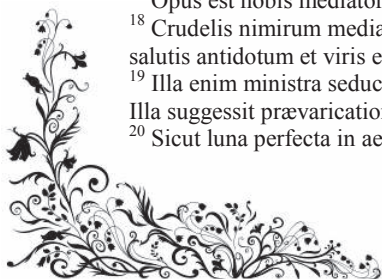 Opus est nobis mediator
¹⁸ Crudelis nimirum media
salutis antidotum et viris e
¹⁹ Illa enim ministra seduc
Illa suggessit prævaricatio
²⁰ Sicut luna perfecta in ae